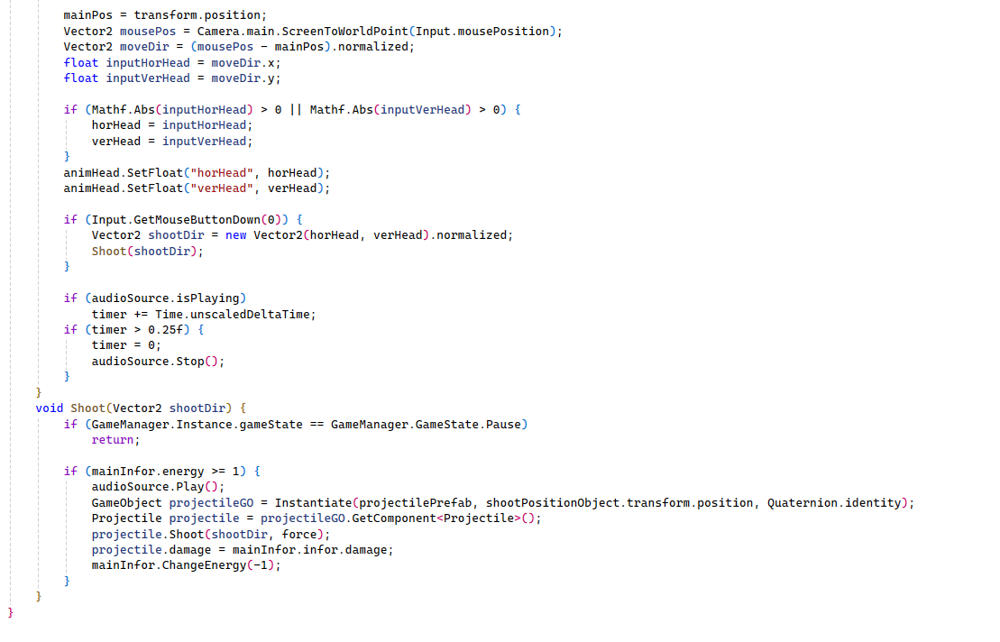 mainPos = transform.position;
Vector2 mousePos = Camera.main.ScreenToWorldPoint(Input.mousePosition);
Vector2 moveDir = (mousePos - mainPos).normalized;
float inputHorHead = moveDir.x;
float inputVerHead = moveDir.y;
if (Mathf.Abs(inputHorHead) > 0 || Mathf.Abs(inputVerHead) > 0) {
horHead = inputHorHead;
verHead = inputVerHead;
}
animHead.SetFloat("horHead", horHead);
animHead.SetFloat("verHead", verHead);
if (Input.GetMouseButtonDown(0)) {
Vector2 shootDir = new Vector2(horHead, verHead).normalized;
Shoot(shootDir);
}
if (audioSource.isPlaying)
timer += Time.unscaledDeltaTime;
if (timer > 0.25f) {
timer = 0;
audioSource.Stop();
}
}
void Shoot(Vector2 shootDir) {
if (GameManager.Instance.gameState == GameManager.GameState.Pause)
return;
if (mainInfor.energy >= 1) {
audioSource.Play();
GameObject projectileGO = Instantiate(projectilePrefab, shootPositionObject.transform.position, Quaternion.identity);
Projectile projectile = projectileGO.GetComponent<Projectile>();
projectile.Shoot(shootDir, force);
projectile.damage = mainInfor.infor.damage;
mainInfor.ChangeEnergy(-1);
}
}
}